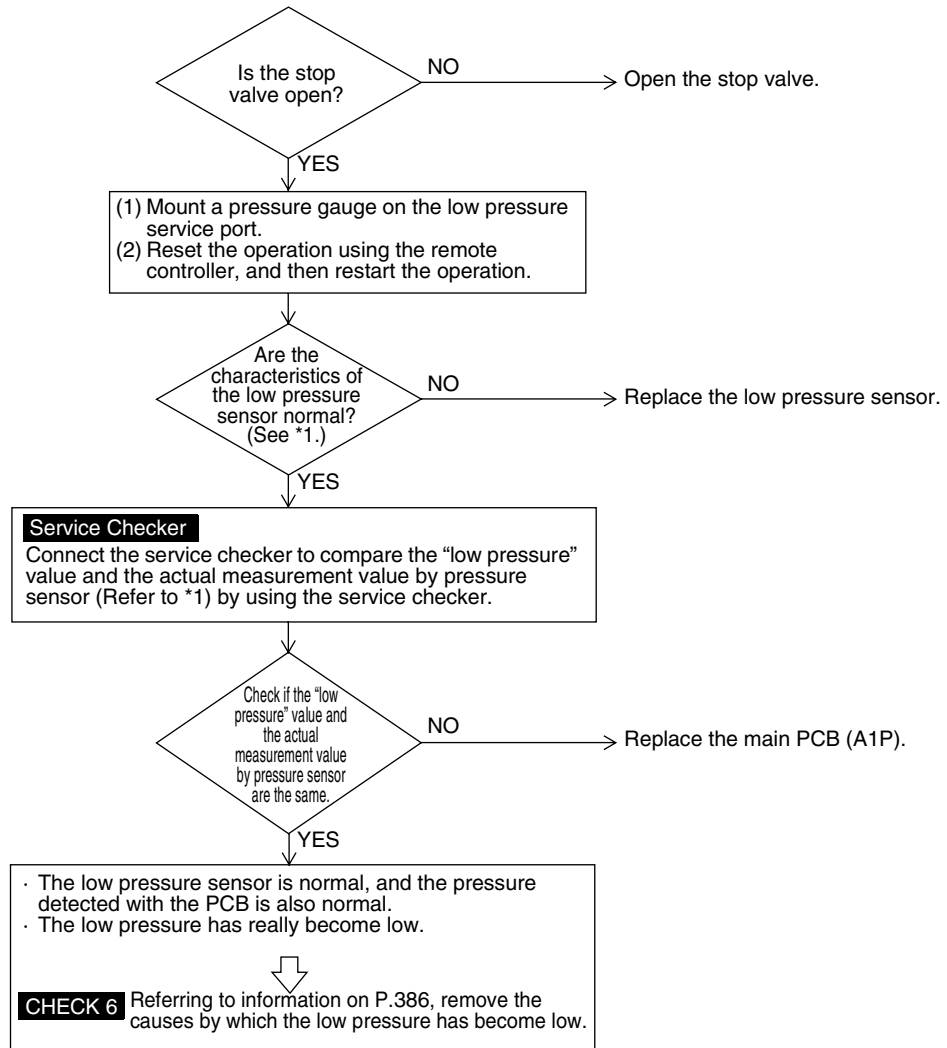 Is the stop
valve open?
NO
Open the stop valve.
YES
(1) Mount a pressure gauge on the low pressure
service port.
(2) Reset the operation using the remote
controller, and then restart the operation.
Are the
characteristics of
the low pressure
sensor normal?
(See *1.)
NO
Replace the low pressure sensor.
YES
Service Checker
Connect the service checker to compare the “low pressure”
value and the actual measurement value by pressure
sensor (Refer to *1) by using the service checker.
Check if the “low
pressure” value and
the actual
measurement value
by pressure sensor
are the same.
NO
Replace the main PCB (A1P).
YES
· The low pressure sensor is normal, and the pressure
detected with the PCB is also normal.
· The low pressure has really become low.
CHECK 6 Referring to information on P.386, remove the
causes by which the low pressure has become low.